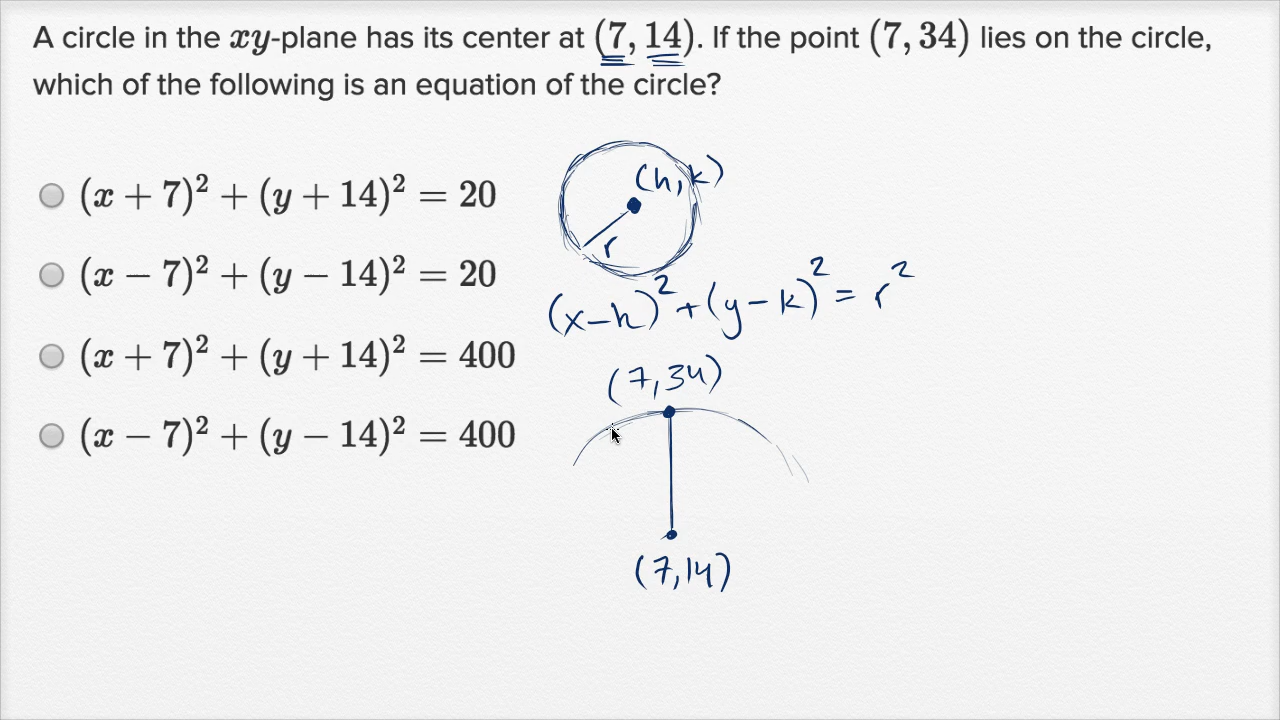 A circle in the xy-plane has its center at (7, 14). If the point (7, 34) lies on the circle,
which of the following is an equation of the circle?
(x + 7)² + (y + 14)² = 20
(x − 7)² + (y − 14)² = 20
(x + 7)² + (y + 14)² = 400
(x − 7)² + (y − 14)² = 400
(h,k)
r
(x−h)²+(y−k)²= r²
(7,34)
(7,14)